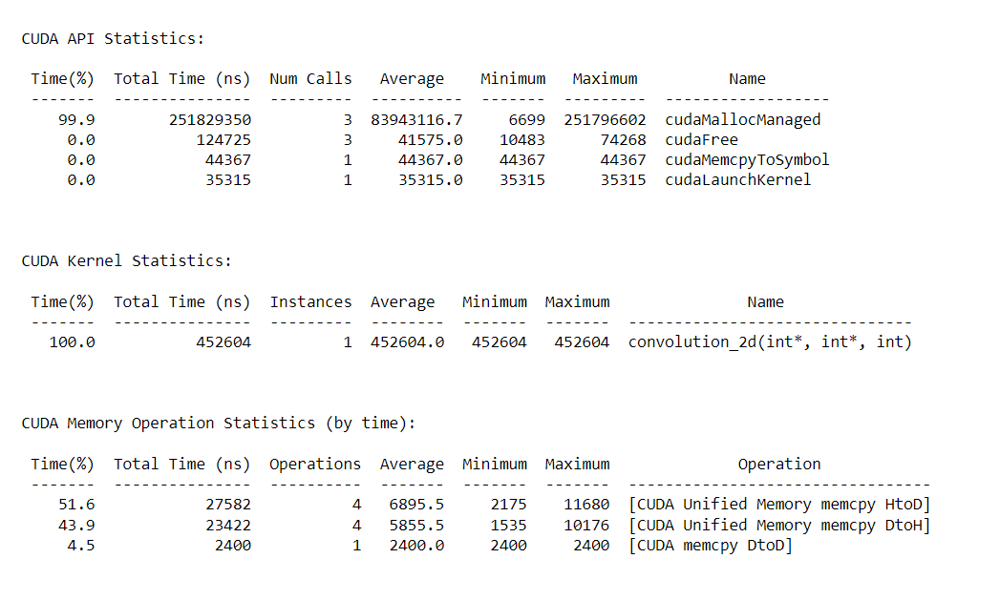 CUDA API Statistics:
Time(%)  Total Time (ns)  Num Calls   Average    Minimum   Maximum          Name
-------  ---------------  ---------  ----------  -------  ---------  ------------------
   99.9        251829350          3  83943116.7     6699  251796602  cudaMallocManaged
    0.0           124725          3     41575.0    10483      74268  cudaFree
    0.0            44367          1     44367.0    44367      44367  cudaMemcpyToSymbol
    0.0            35315          1     35315.0    35315      35315  cudaLaunchKernel
CUDA Kernel Statistics:
Time(%)  Total Time (ns)  Instances  Average   Minimum  Maximum               Name
-------  ---------------  ---------  --------  -------  -------  -------------------------------
  100.0           452604          1  452604.0   452604   452604  convolution_2d(int*, int*, int)
CUDA Memory Operation Statistics (by time):
Time(%)  Total Time (ns)  Operations  Average  Minimum  Maximum              Operation
-------  ---------------  ----------  -------  -------  -------  ---------------------------------
   51.6            27582           4   6895.5     2175    11680  [CUDA Unified Memory memcpy HtoD]
   43.9            23422           4   5855.5     1535    10176  [CUDA Unified Memory memcpy DtoH]
    4.5             2400           1   2400.0     2400     2400  [CUDA memcpy DtoD]